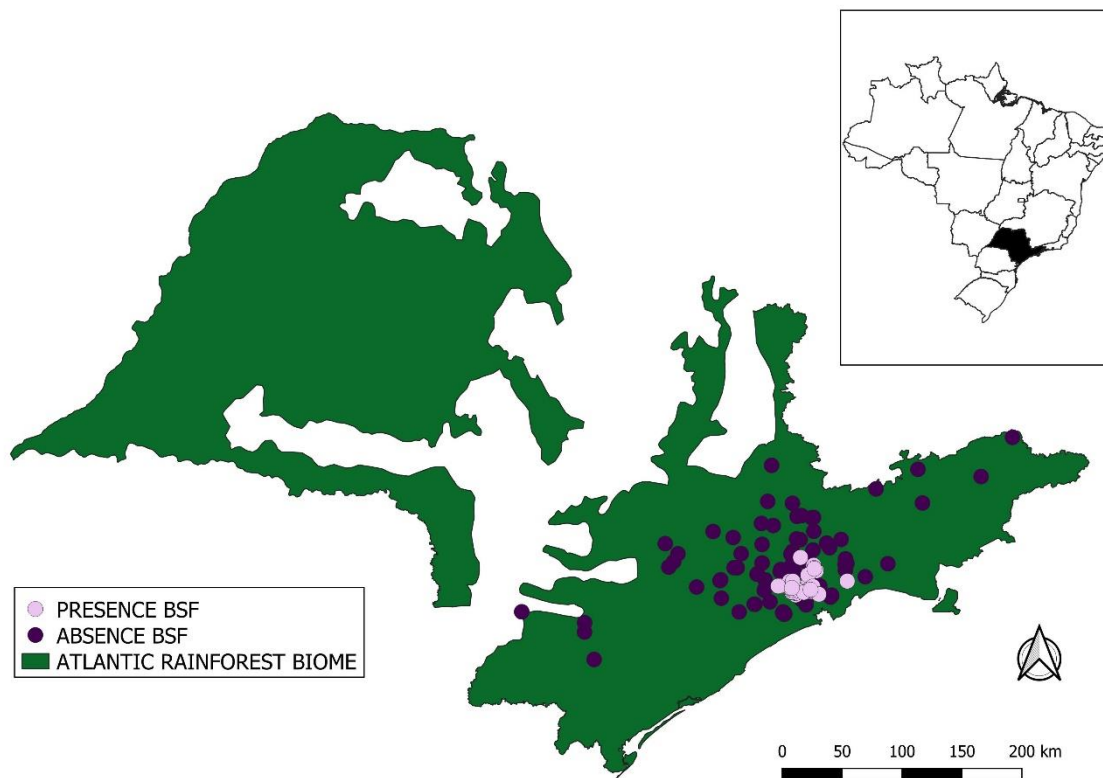 PRESENCE BSF
ABSENCE BSF
ATLANTIC RAINFOREST BIOME
0 50 100 150 200 km